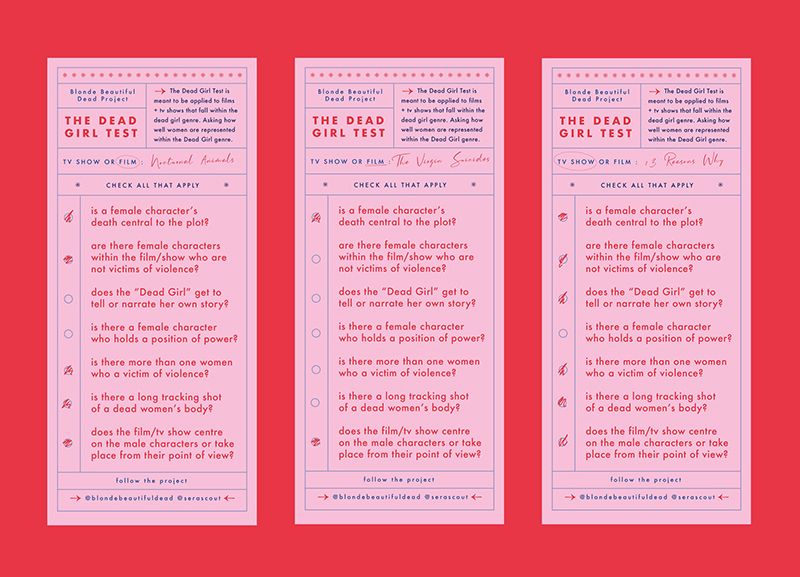 Blonde Beautiful
Dead Project
THE DEAD
GIRL TEST
→ The Dead Girl Test is
meant to be applied to films
+ tv shows that fall within the
dead girl genre. Asking how
well women are represented
within the Dead Girl genre.
TV SHOW OR FILM : Nocturnal Animals
CHECK ALL THAT APPLY
is a female character's
death central to the plot?
are there female characters
within the film/show who are
not victims of violence?
does the "Dead Girl" get to
tell or narrate her own story?
is there a female character
who holds a position of power?
is there more than one women
who a victim of violence?
is there a long tracking shot
of a dead women's body?
does the film/tv show centre
on the male characters or take
place from their point of view?
follow the project
→ @blondebeautifuldead @serascout ←
Blonde Beautiful
Dead Project
THE DEAD
GIRL TEST
→ The Dead Girl Test is
meant to be applied to films
+ tv shows that fall within the
dead girl genre. Asking how
well women are represented
within the Dead Girl genre.
TV SHOW OR FILM : The Virgin Suicides
CHECK ALL THAT APPLY
is a female character's
death central to the plot?
are there female characters
within the film/show who are
not victims of violence?
does the "Dead Girl" get to
tell or narrate her own story?
is there a female character
who holds a position of power?
is there more than one women
who a victim of violence?
is there a long tracking shot
of a dead women's body?
does the film/tv show centre
on the male characters or take
place from their point of view?
follow the project
→ @blondebeautifuldead @serascout ←
Blonde Beautiful
Dead Project
THE DEAD
GIRL TEST
→ The Dead Girl Test is
meant to be applied to films
+ tv shows that fall within the
dead girl genre. Asking how
well women are represented
within the Dead Girl genre.
TV SHOW OR FILM : 13 Reasons Why
CHECK ALL THAT APPLY
is a female character's
death central to the plot?
are there female characters
within the film/show who are
not victims of violence?
does the "Dead Girl" get to
tell or narrate her own story?
is there a female character
who holds a position of power?
is there more than one women
who a victim of violence?
is there a long tracking shot
of a dead women's body?
does the film/tv show centre
on the male characters or take
place from their point of view?
follow the project
→ @blondebeautifuldead @serascout ←